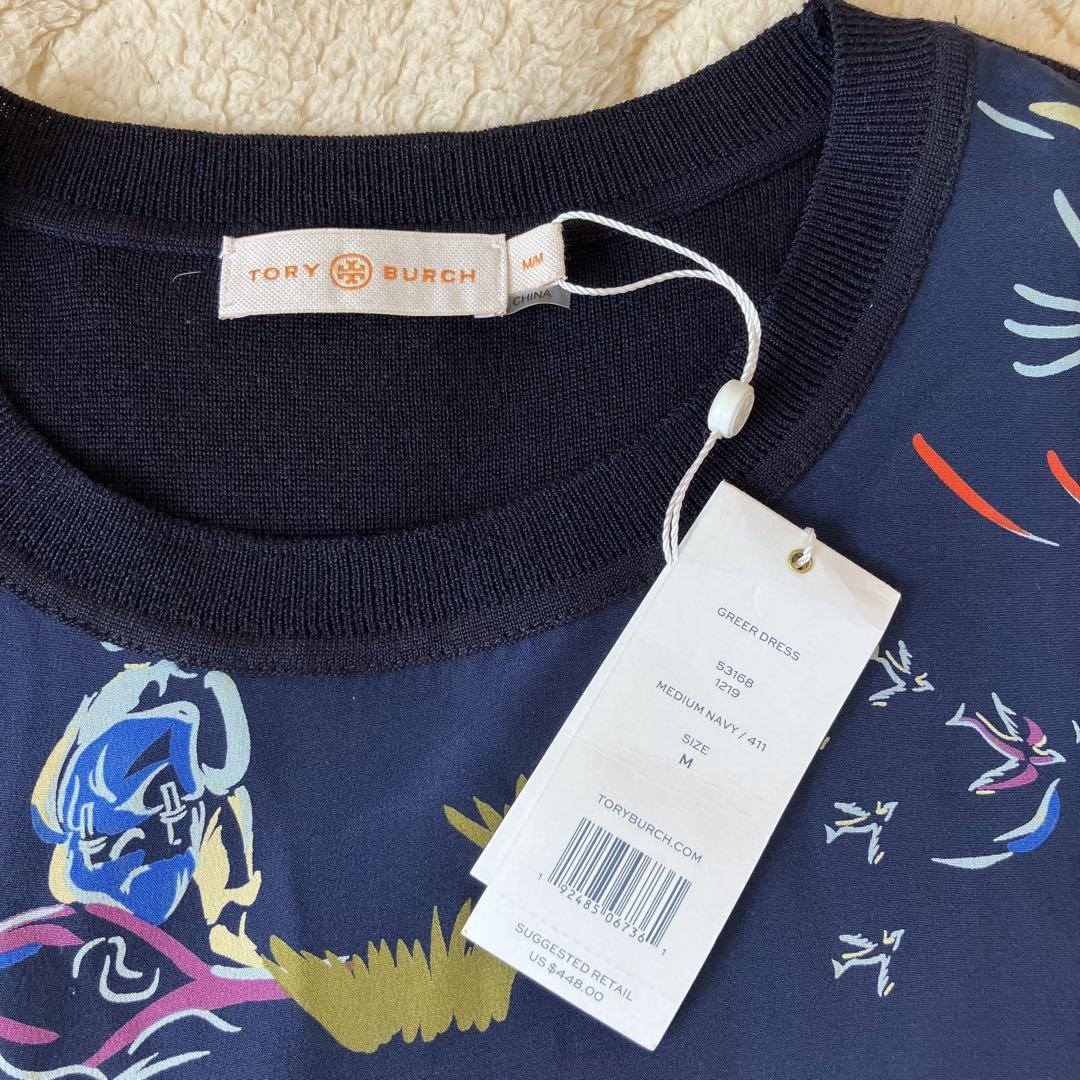 TORY BURCH
M/M
CHINA
GREER DRESS
53168
1219
MEDIUM NAVY / 411
SIZE
M
TORYBURCH.COM
1 92485 06736 1
SUGGESTED RETAIL
US $448.00